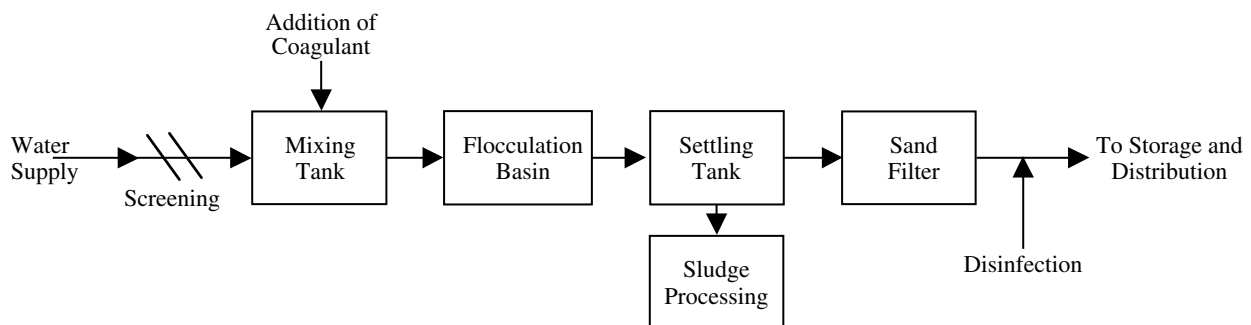 Addition of
Coagulant
Water
Supply
Screening
Mixing
Tank
Flocculation
Basin
Settling
Tank
Sand
Filter
To Storage and
Distribution
Sludge
Processing
Disinfection